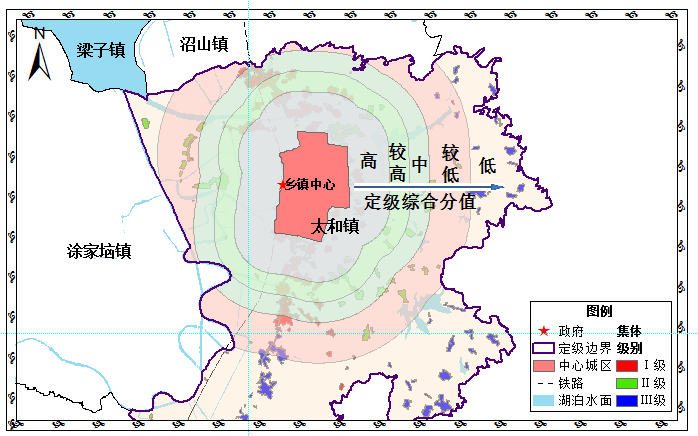 N
梁子镇
沼山镇
徐家垴镇
乡镇中心
太和镇
高 较高 中 较低 低
定级综合分值
图例
政府 集体
定级边界 级别
中心城区 I级
铁路 II级
湖泊水面 III级